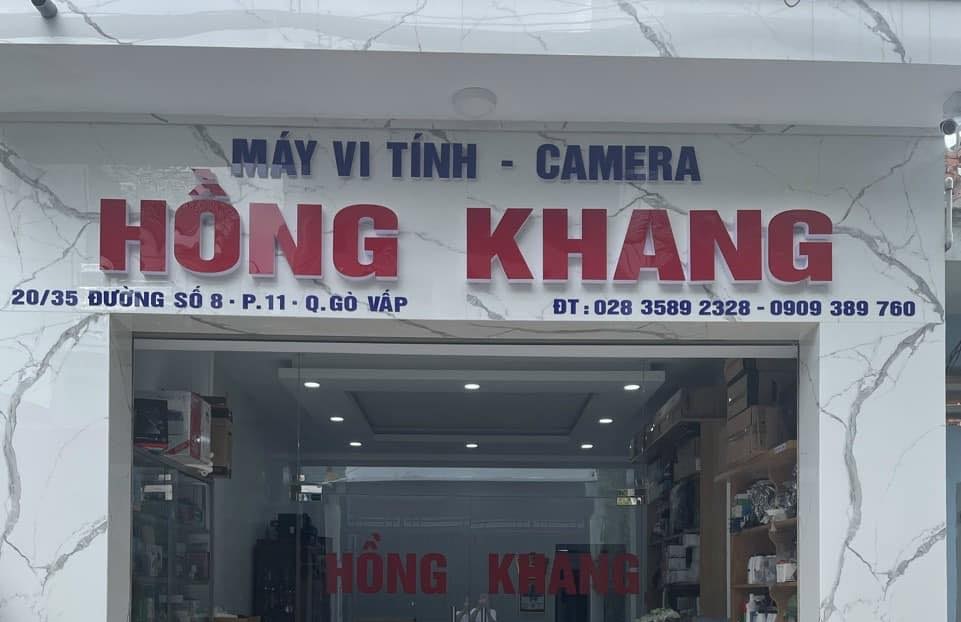 MÁY VI TÍNH - CAMERA
HỒNG KHANG
20/35 ĐƯỜNG SỐ 8 · P.11 · Q.GÒ VẤP ĐT : 028 3589 2328 - 0909 389 760
HỒNG KHANG